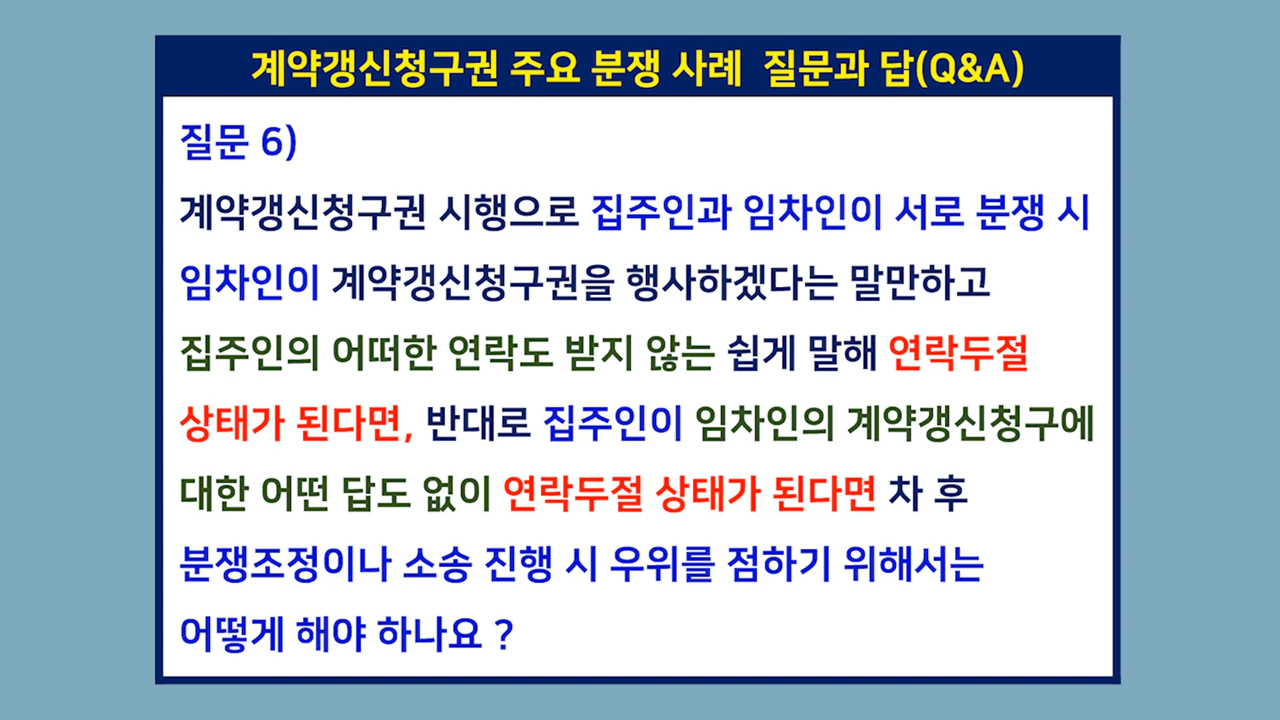 계약갱신청구권 주요 분쟁 사례 질문과 답(Q&A)
질문 6)
계약갱신청구권 시행으로 집주인과 임차인이 서로 분쟁 시
임차인이 계약갱신청구권을 행사하겠다는 말만하고
집주인의 어떠한 연락도 받지 않는 쉽게 말해 연락두절
상태가 된다면, 반대로 집주인이 임차인의 계약갱신청구에
대한 어떤 답도 없이 연락두절 상태가 된다면 차 후
분쟁조정이나 소송 진행 시 우위를 점하기 위해서는
어떻게 해야 하나요 ?